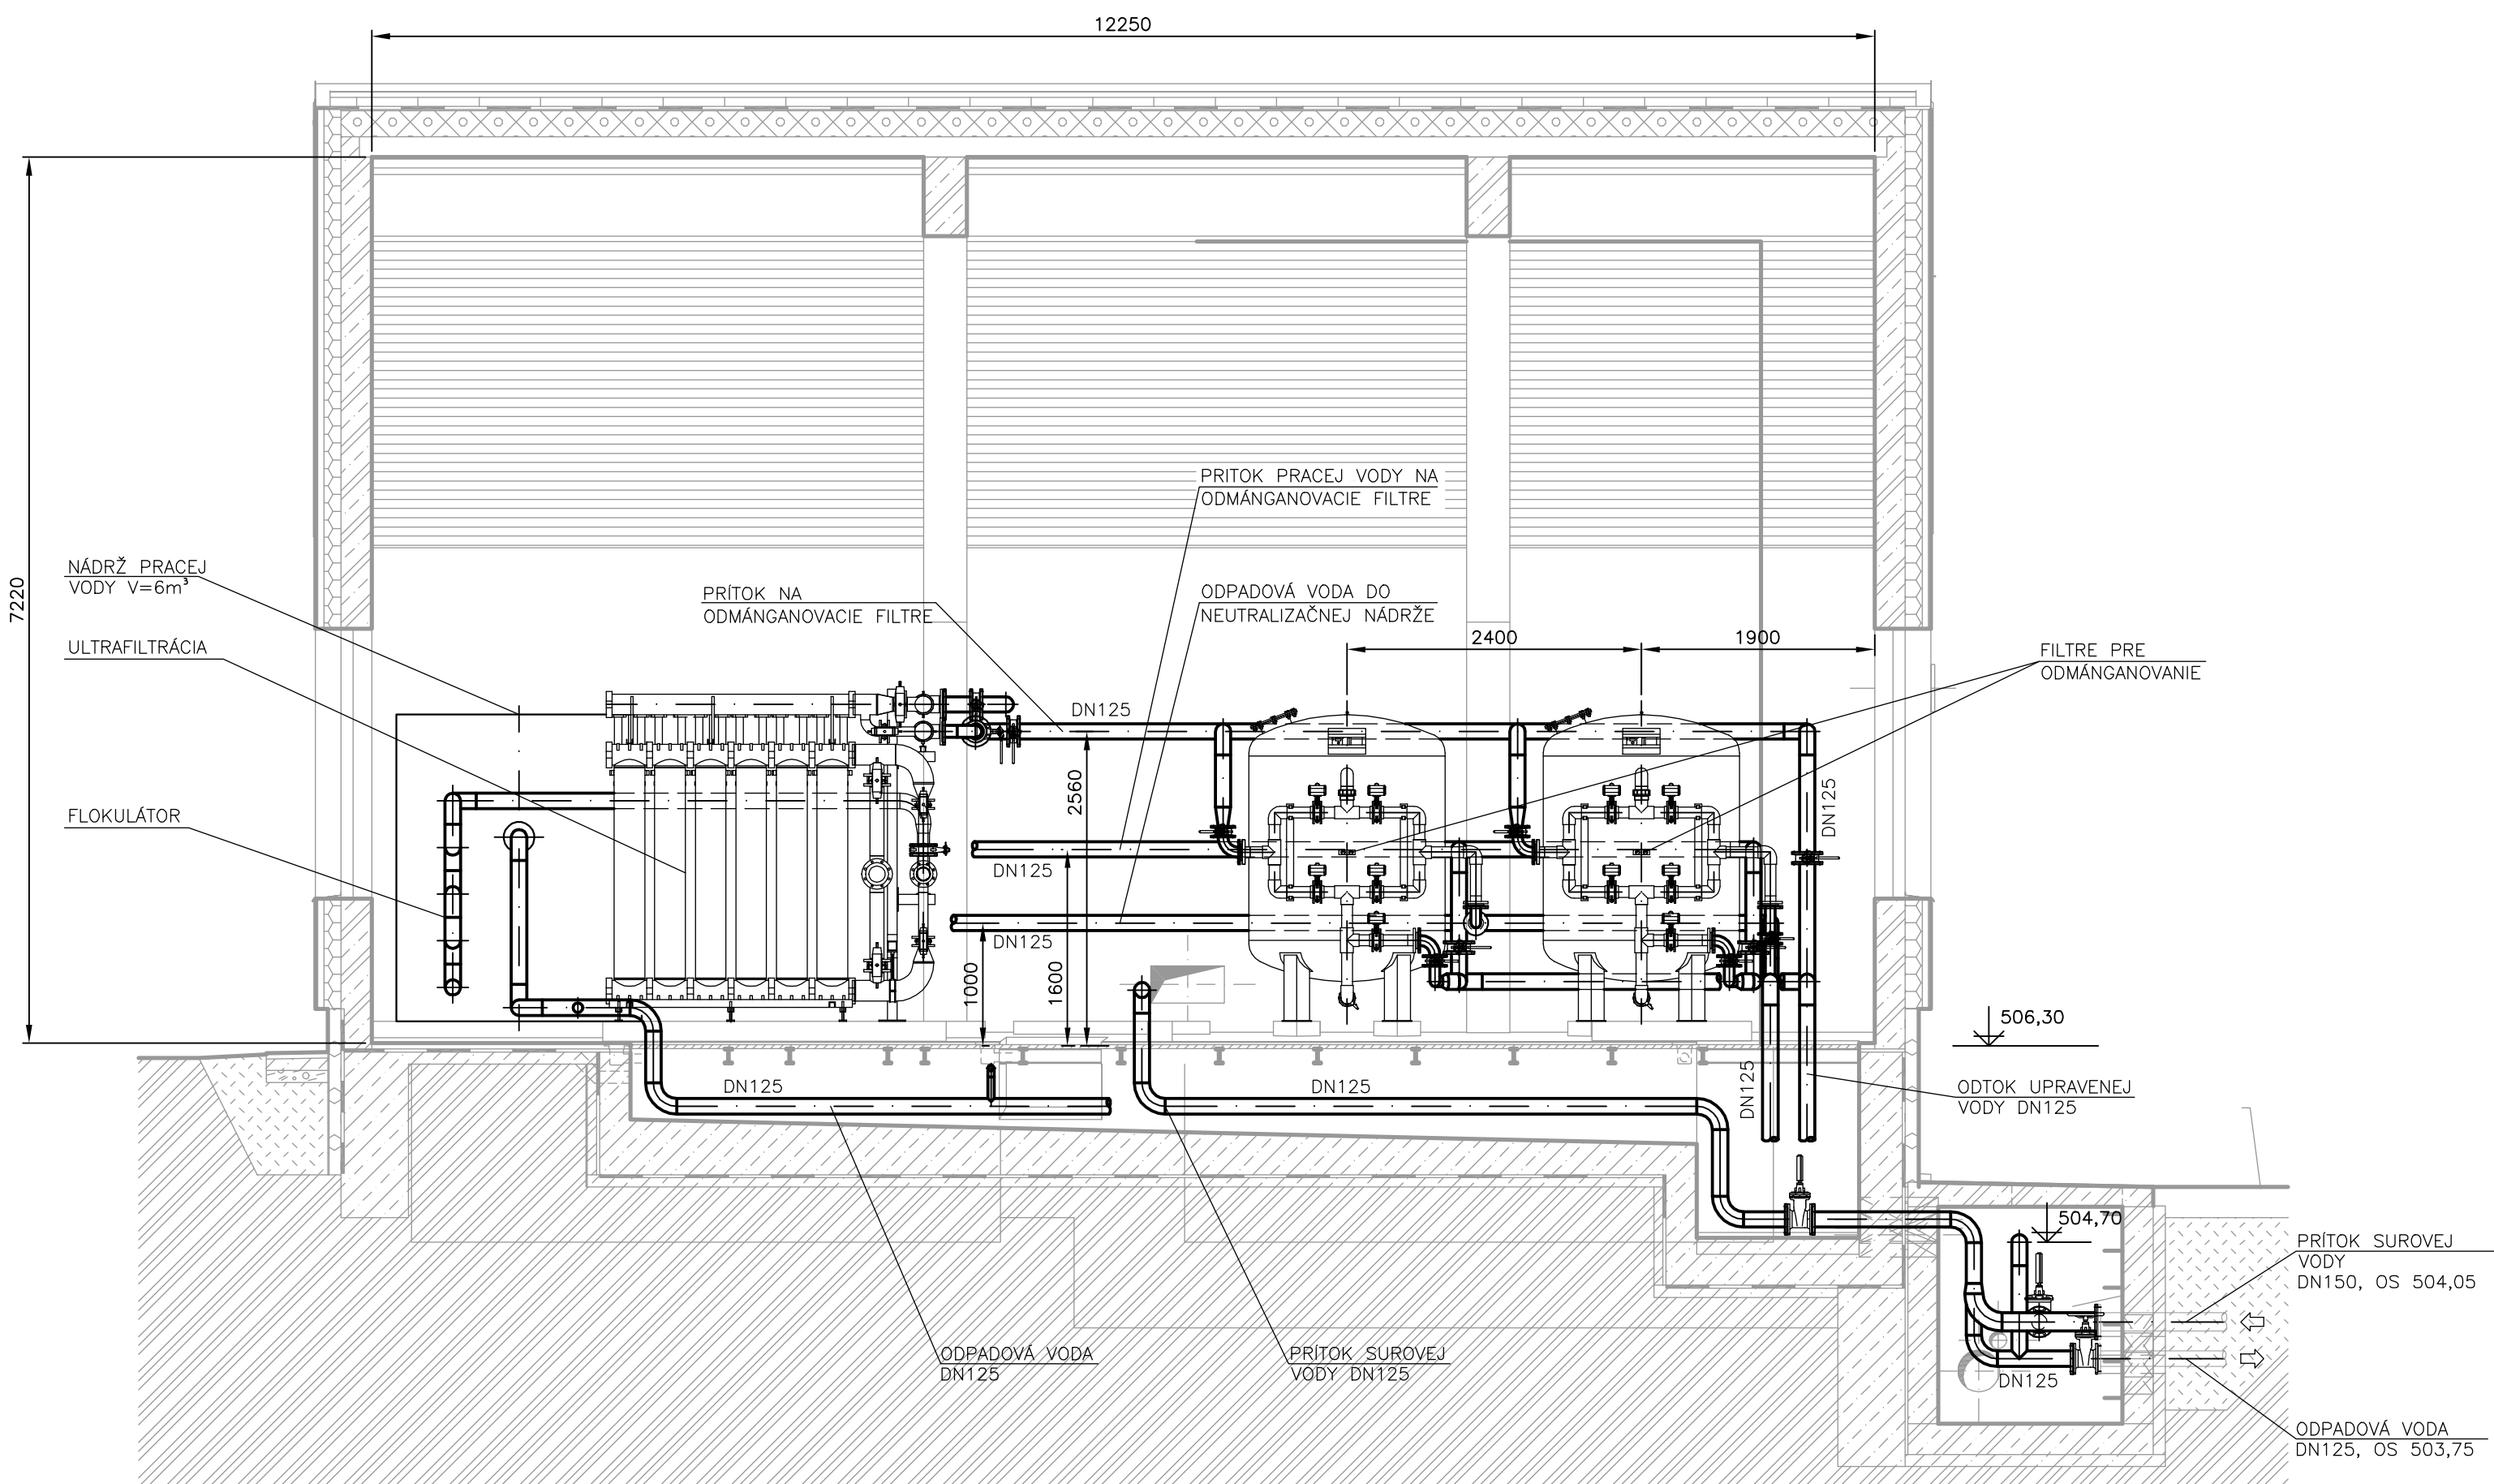 12250
7220
PRITOK PRACEJ VODY NA
ODMÁNGANOVACIE FILTRE
NÁDRŽ PRACEJ
VODY V=6m³
PRÍTOK NA
ODMÁNGANOVACIE FILTRE
ODPADOVÁ VODA DO
NEUTRALIZAČNEJ NÁDRŽE
ULTRAFILTRÁCIA
2400
1900
FILTRE PRE
ODMÁNGANOVANIE
DN125
2560
DN125
FLOKULÁTOR
DN125
DN125
1000
1600
506,30
DN125
DN125
DN125
ODTOK UPRAVENEJ
VODY DN125
504,70
PRÍTOK SUROVEJ
VODY
DN150, OS 504,05
ODPADOVÁ VODA
DN125
PRÍTOK SUROVEJ
VODY DN125
DN125
ODPADOVÁ VODA
DN125, OS 503,75